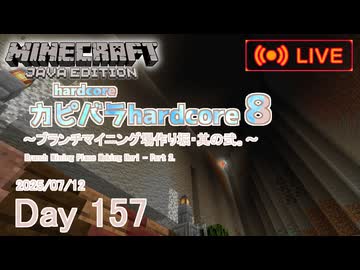 MINECRAFT
JAVA EDITION
LIVE
hardcore
カピバラhardcore 8
～ブランチマイニング場作り編・其の弐。～
Branch Mining Place Making Hen! - Part 2.
2025/07/12
Day 157